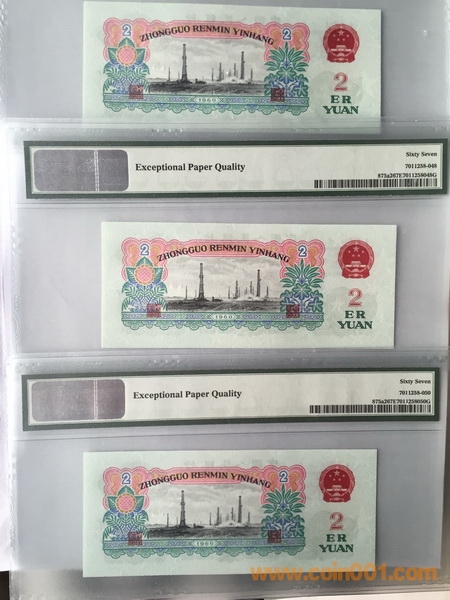 2 ZHONGGUO RENMIN YINHANG 2
2
ER
YUAN
1960
Exceptional Paper Quality
Sixty Seven
7011258-048
875a267E7011258048G
2 ZHONGGUO RENMIN YINHANG 2
2
ER
YUAN
1960
Exceptional Paper Quality
Sixty Seven
7011258-050
875a267E7011258050G
2 ZHONGGUO RENMIN YINHANG 2
2
ER
YUAN
1960
www.coin001.com